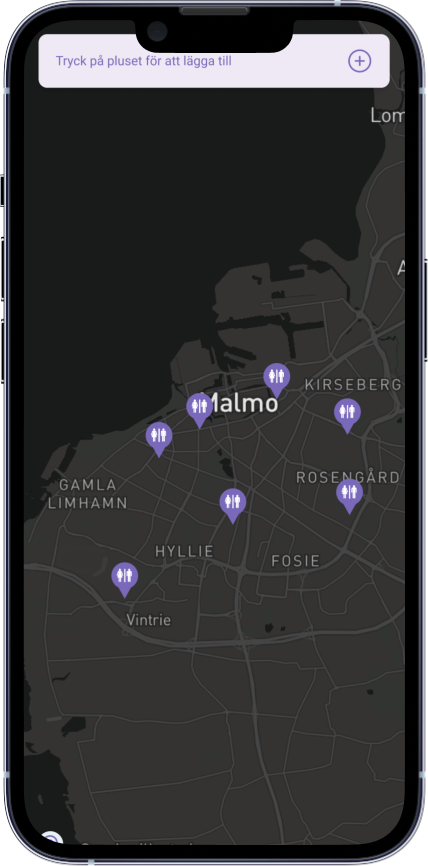 Tryck på pluset för att lägga till
Lom
A
Malmo
KIRSEBERG
ROSENGÅRD
GAMLA
LIMHAMN
HYLLIE
FOSIE
Vintrie